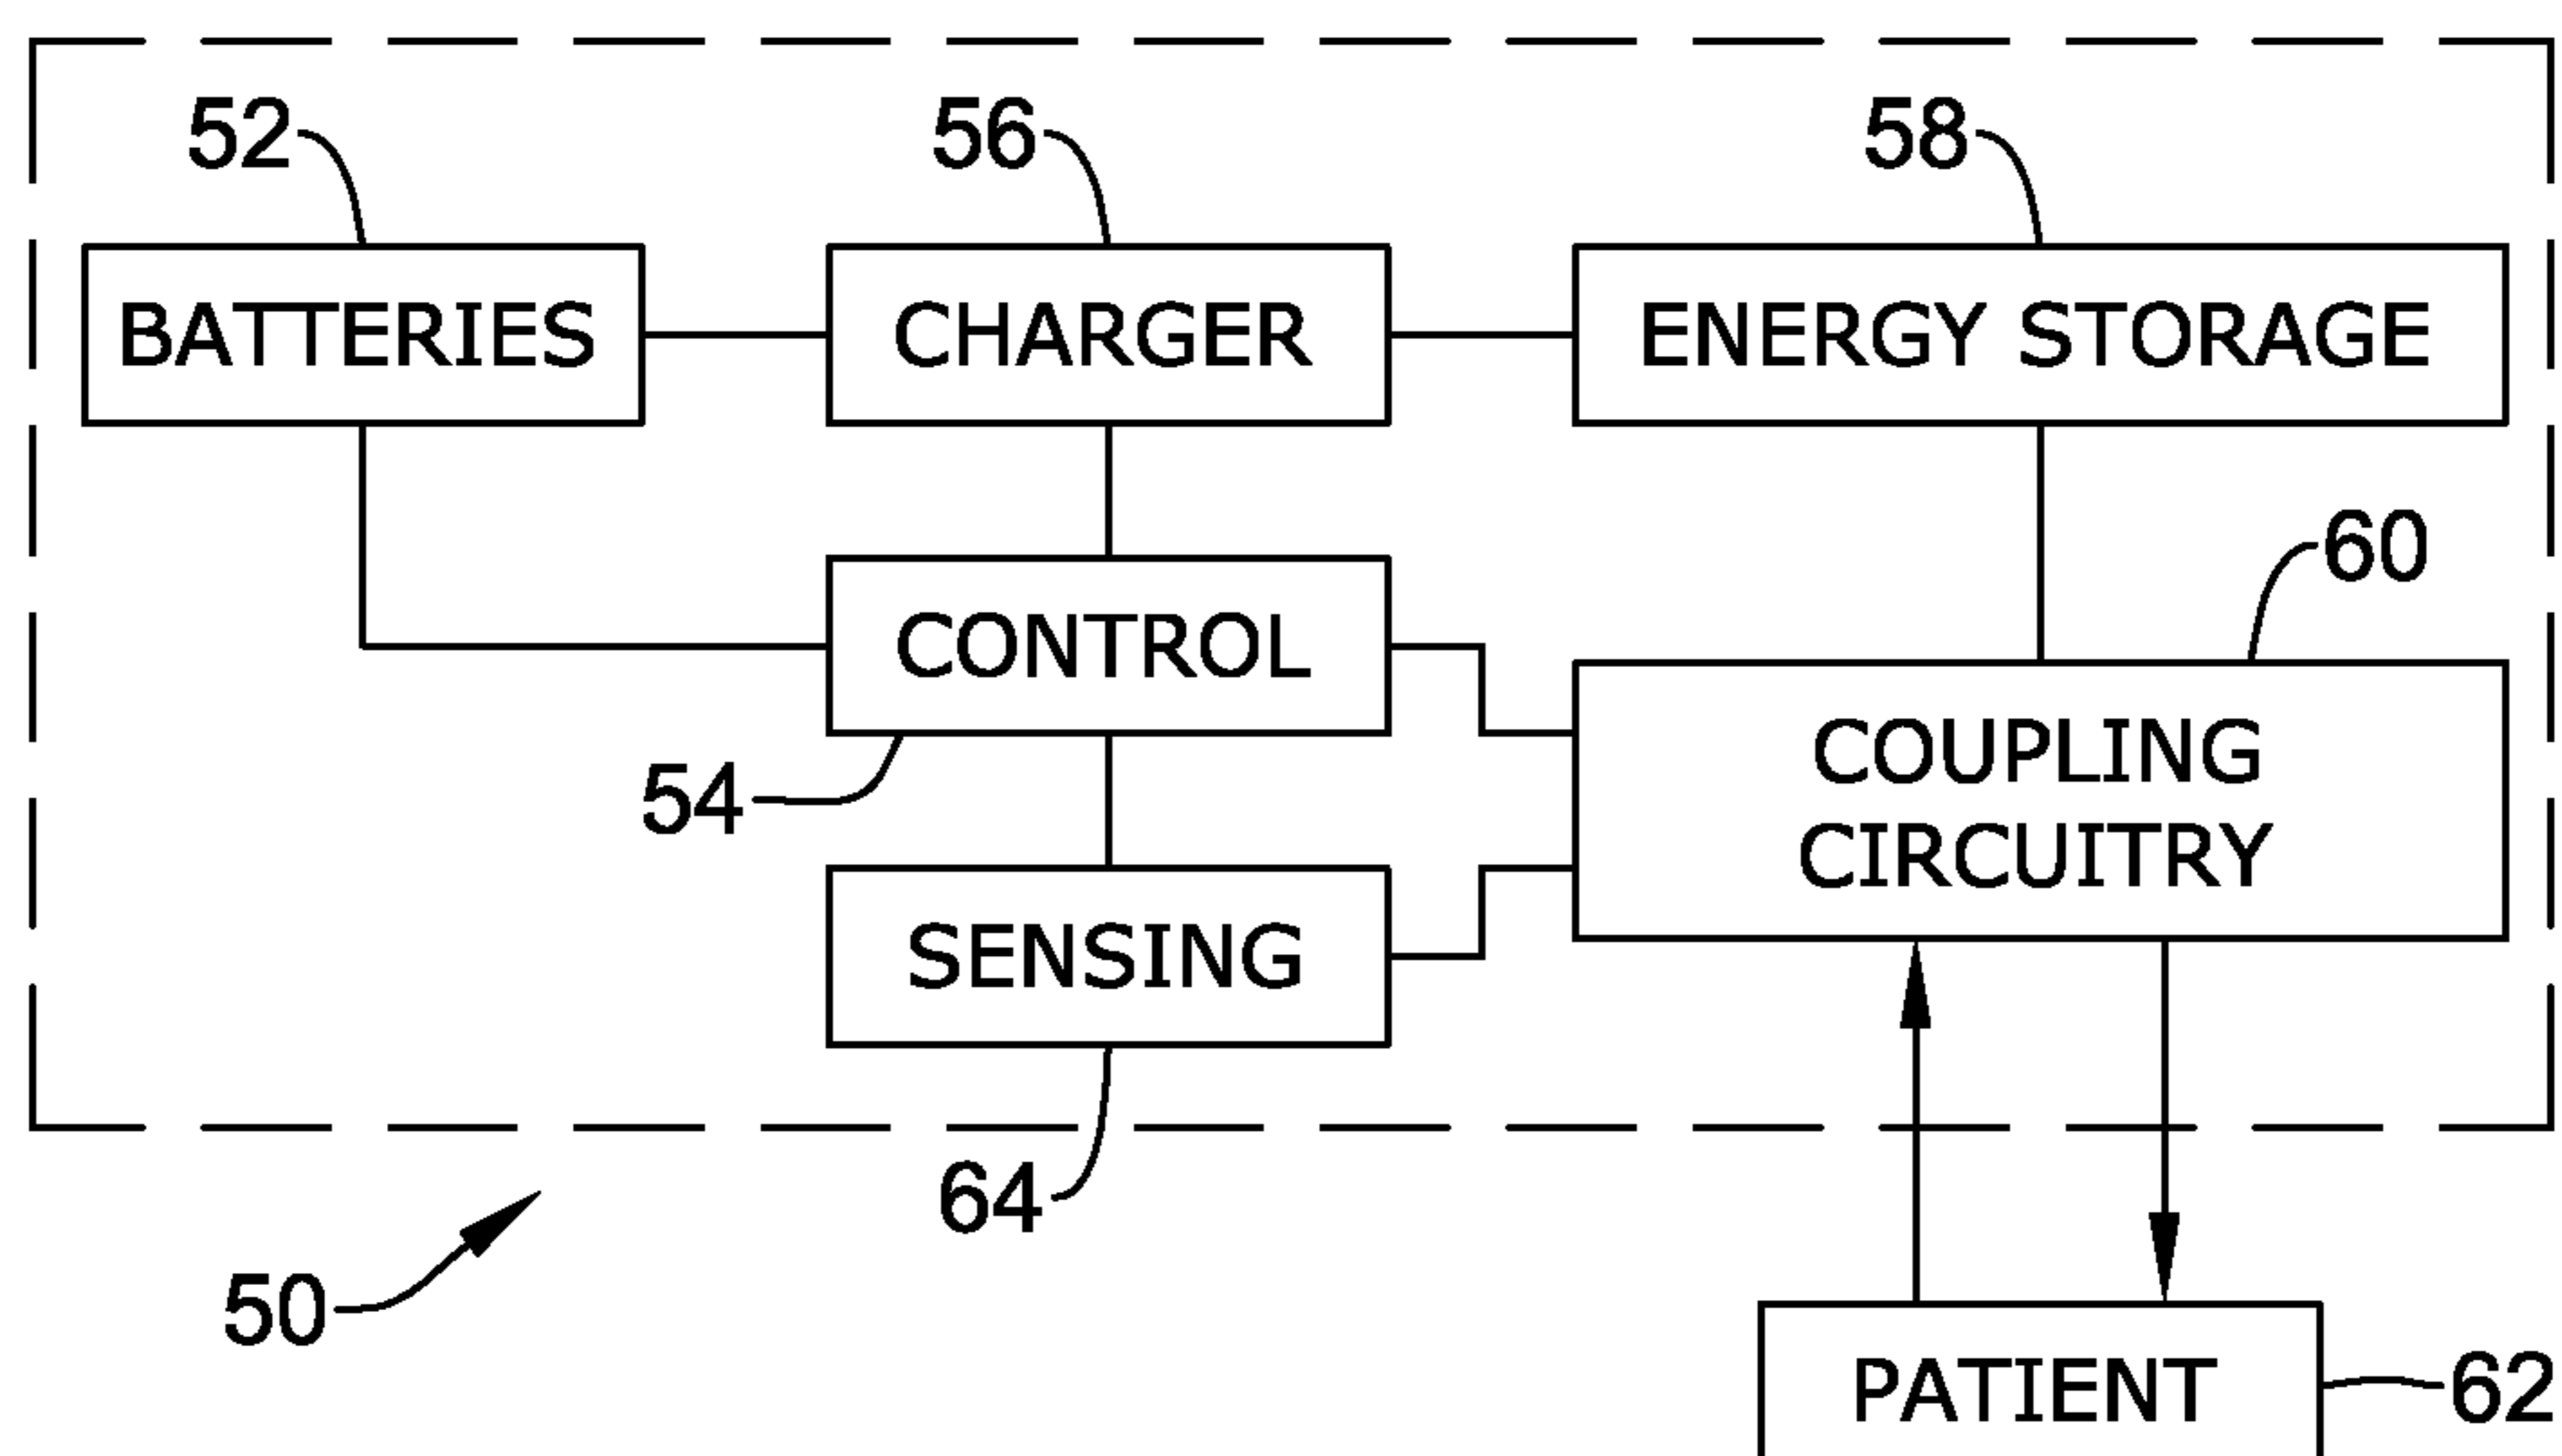 52
56
58
BATTERIES
CHARGER
ENERGY STORAGE
60
CONTROL
54
COUPLING
CIRCUITRY
SENSING
64
50
PATIENT
62